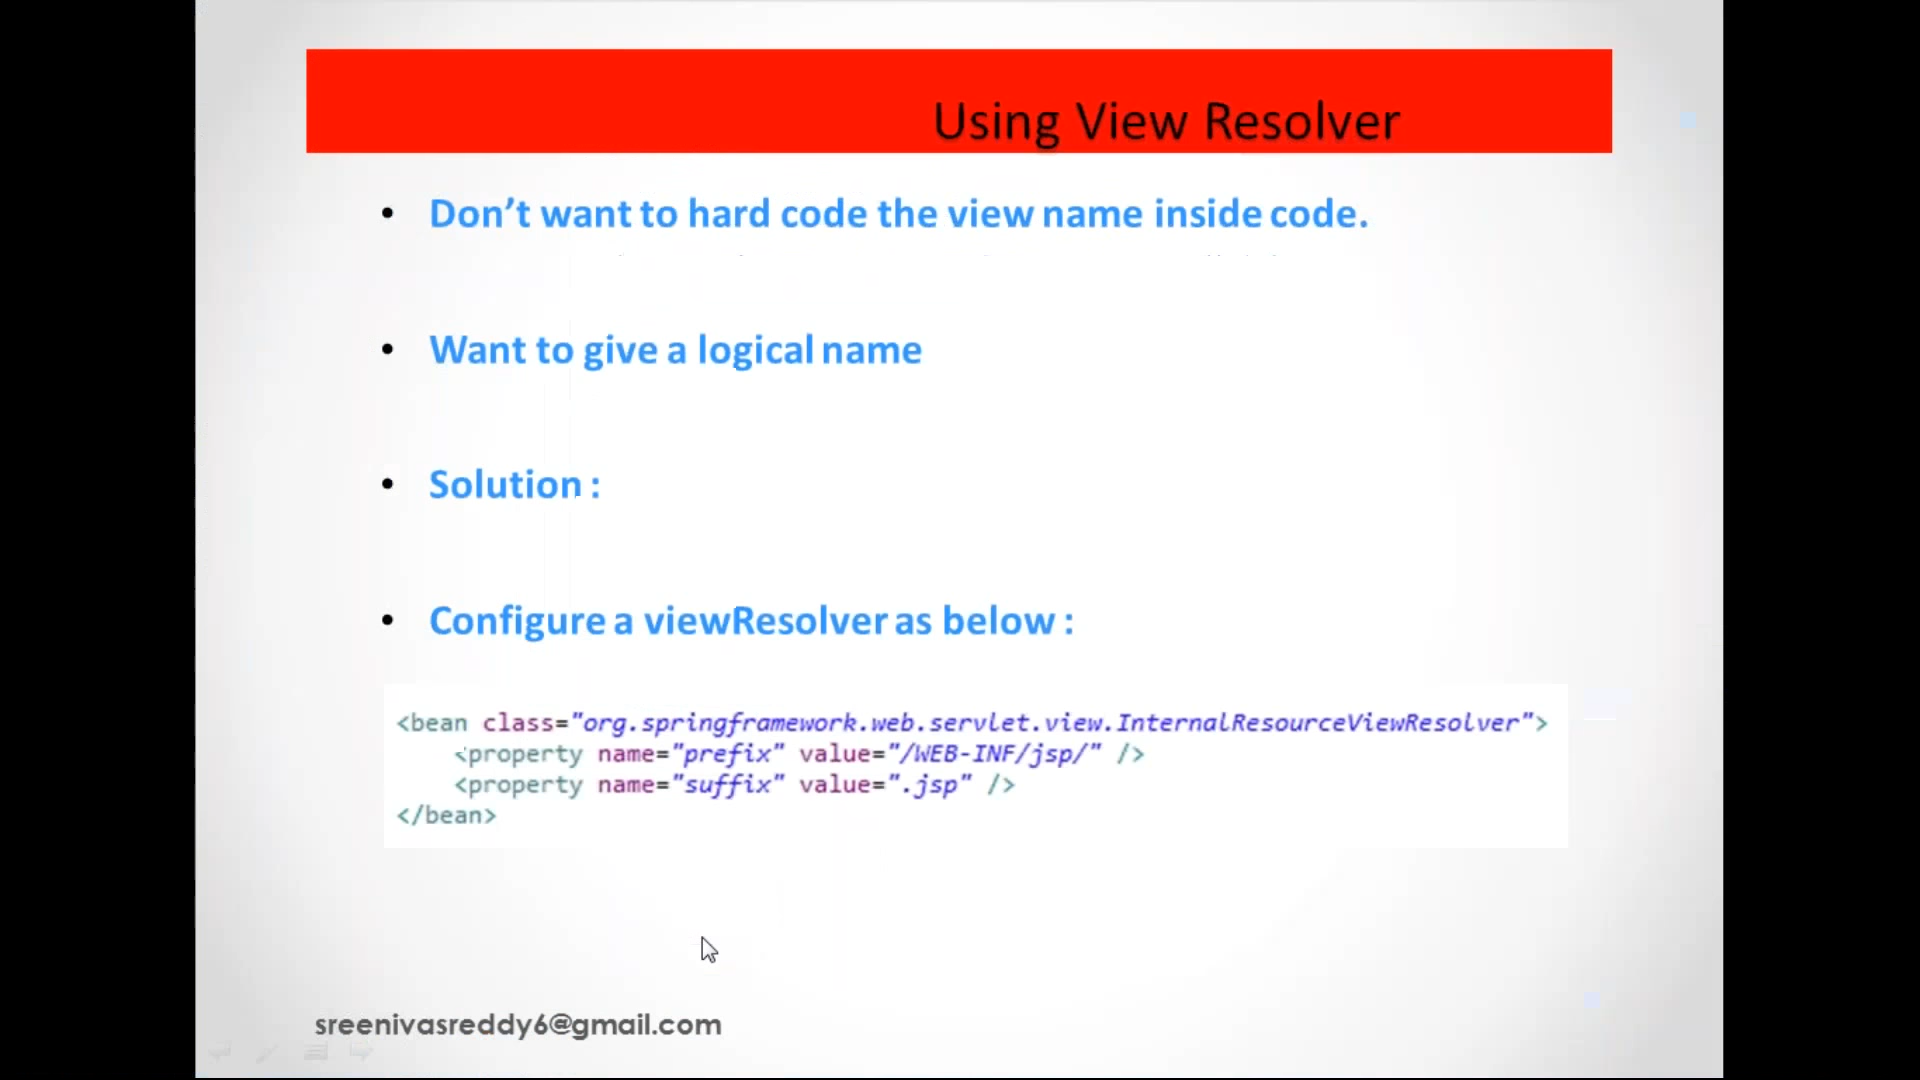 Using View Resolver
• Don’t want to hard code the view name inside code.
• Want to give a logical name
• Solution :
• Configure a viewResolver as below :
<bean class="org.springframework.web.servlet.view.InternalResourceViewResolver">
<property name="prefix" value="/WEB-INF/jsp/" />
<property name="suffix" value=".jsp" />
</bean>
sreenivasreddy6@gmail.com